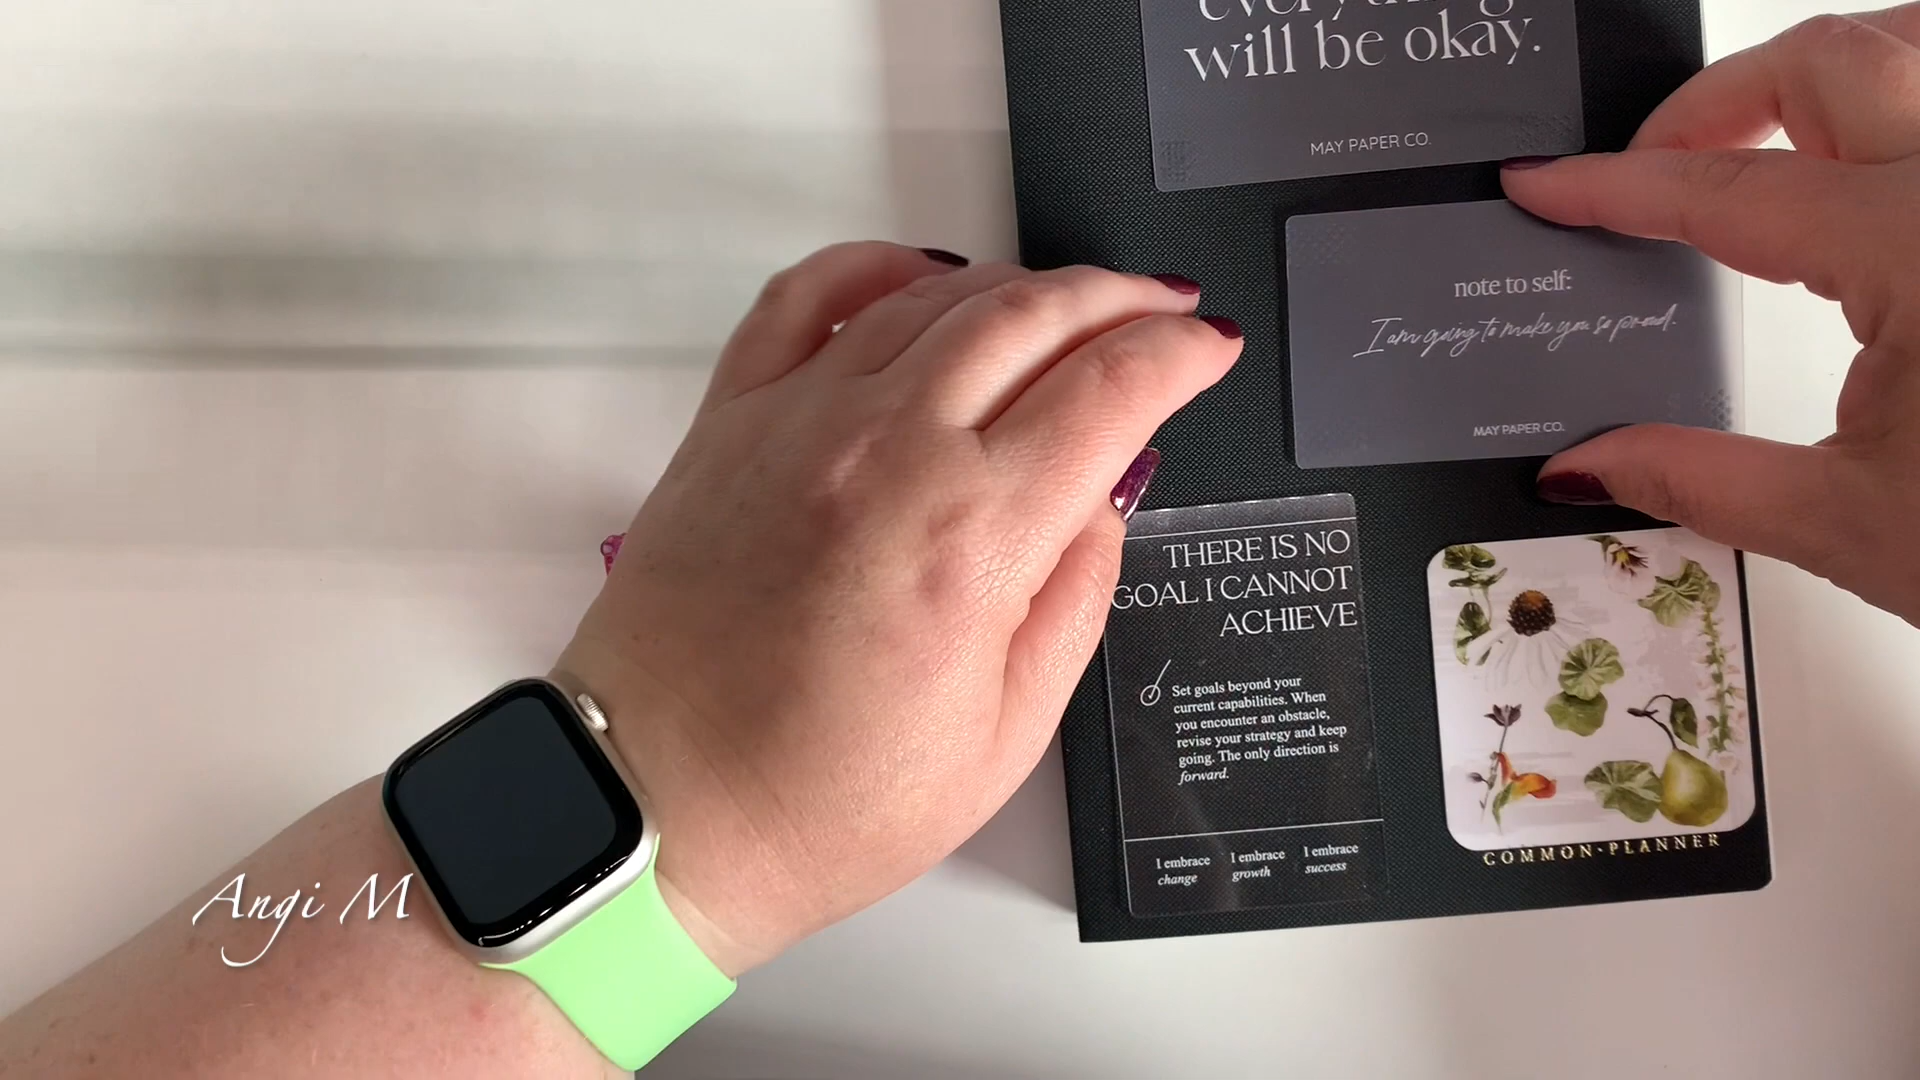 everything
will be okay.
MAY PAPER CO.
note to self:
I am going to make you so proud.
MAY PAPER CO.
THERE IS NO
GOAL I CANNOT
ACHIEVE
Set goals beyond your
current capabilities. When
you encounter an obstacle,
revise your strategy and keep
going. The only direction is
forward.
I embrace
change
I embrace
growth
I embrace
success
COMMON-PLANNER
Angi M